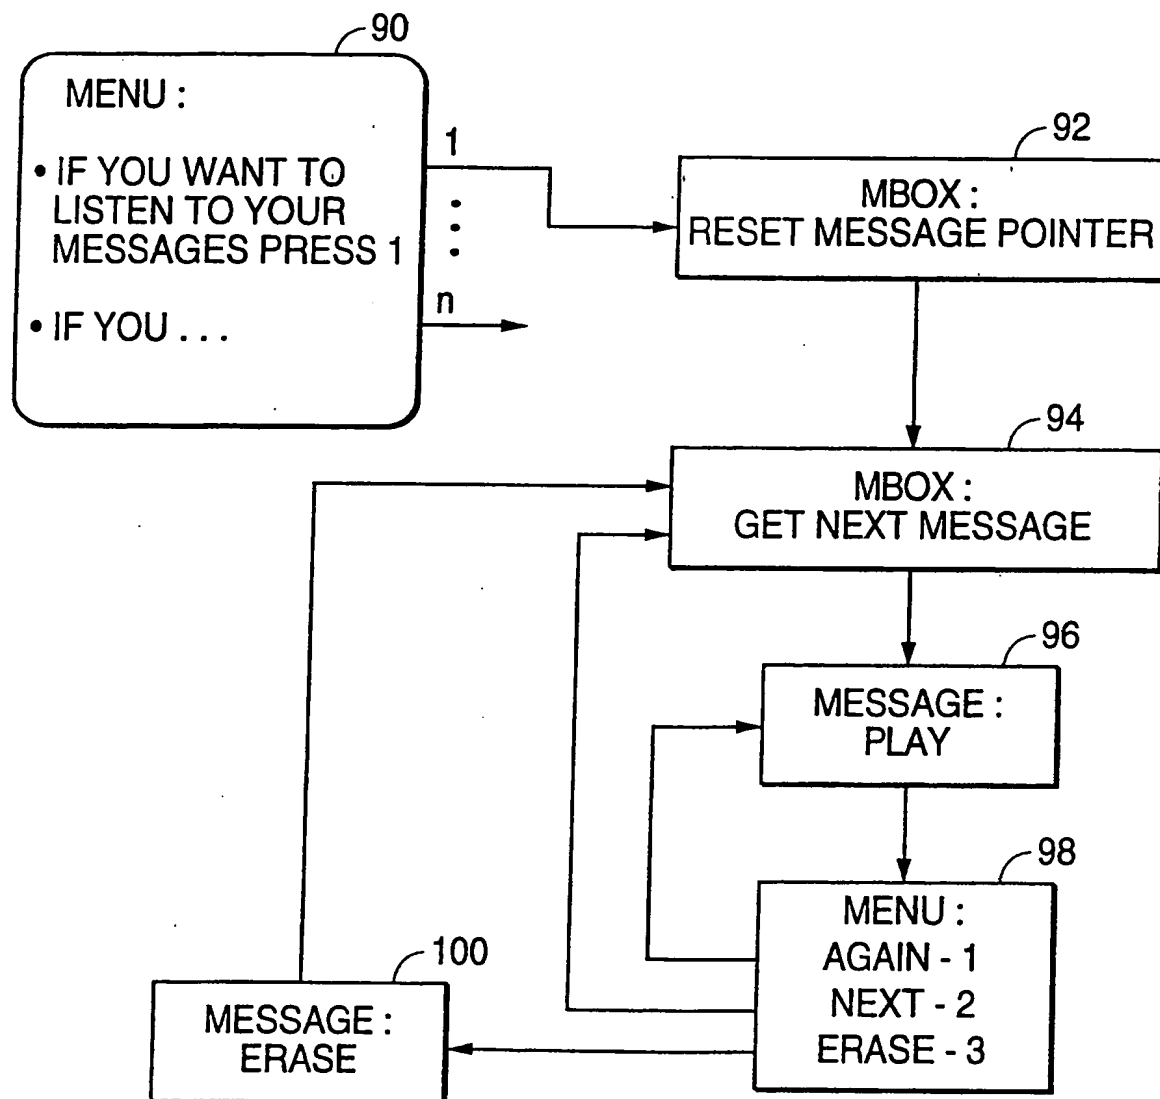 90
MENU :
• IF YOU WANT TO
LISTEN TO YOUR
MESSAGES PRESS 1
• IF YOU . . .
1
n
92
MBOX :
RESET MESSAGE POINTER
94
MBOX :
GET NEXT MESSAGE
96
MESSAGE :
PLAY
98
MENU :
AGAIN - 1
NEXT - 2
ERASE - 3
100
MESSAGE :
ERASE